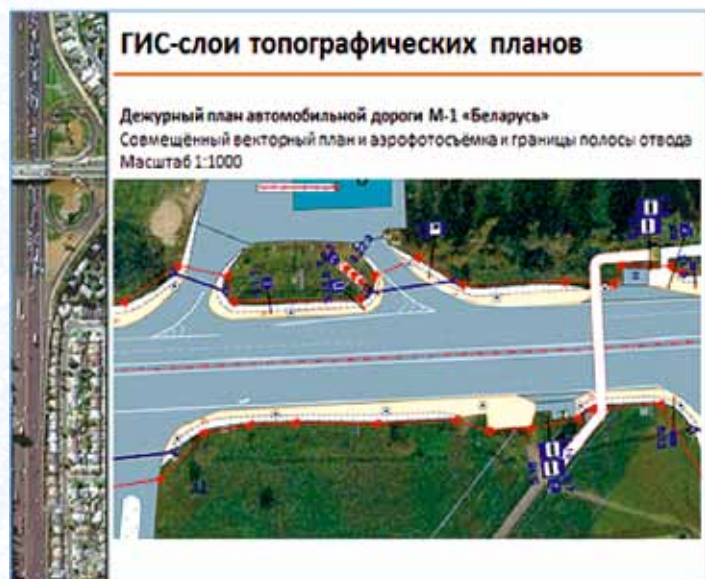 ГИС-слои топографических планов
Дежурный план автомобильной дороги М-1 «Беларусь»
Совмещённый векторный план и аэрофотосъёмка и границы полосы отвода
Масштаб 1:1000